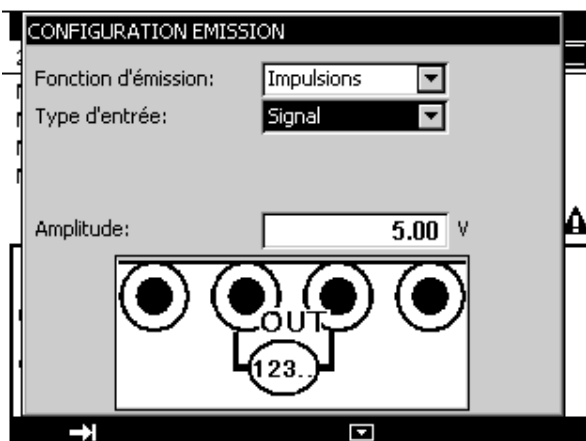 CONFIGURATION EMISSION
Fonction d'émission: Impulsions
Type d'entrée: Signal
Amplitude: 5.00 V
OUT
123..